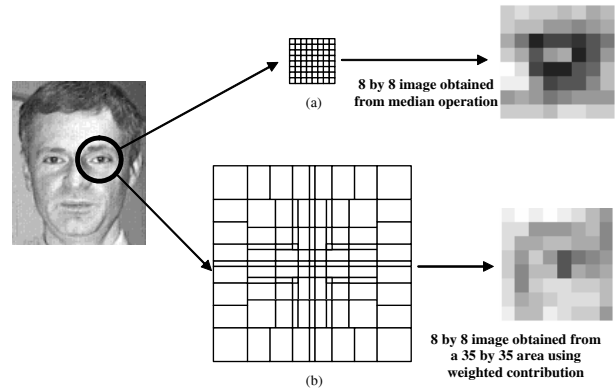 8 by 8 image obtained
from median operation
(a)
8 by 8 image obtained from
a 35 by 35 area using
weighted contribution
(b)